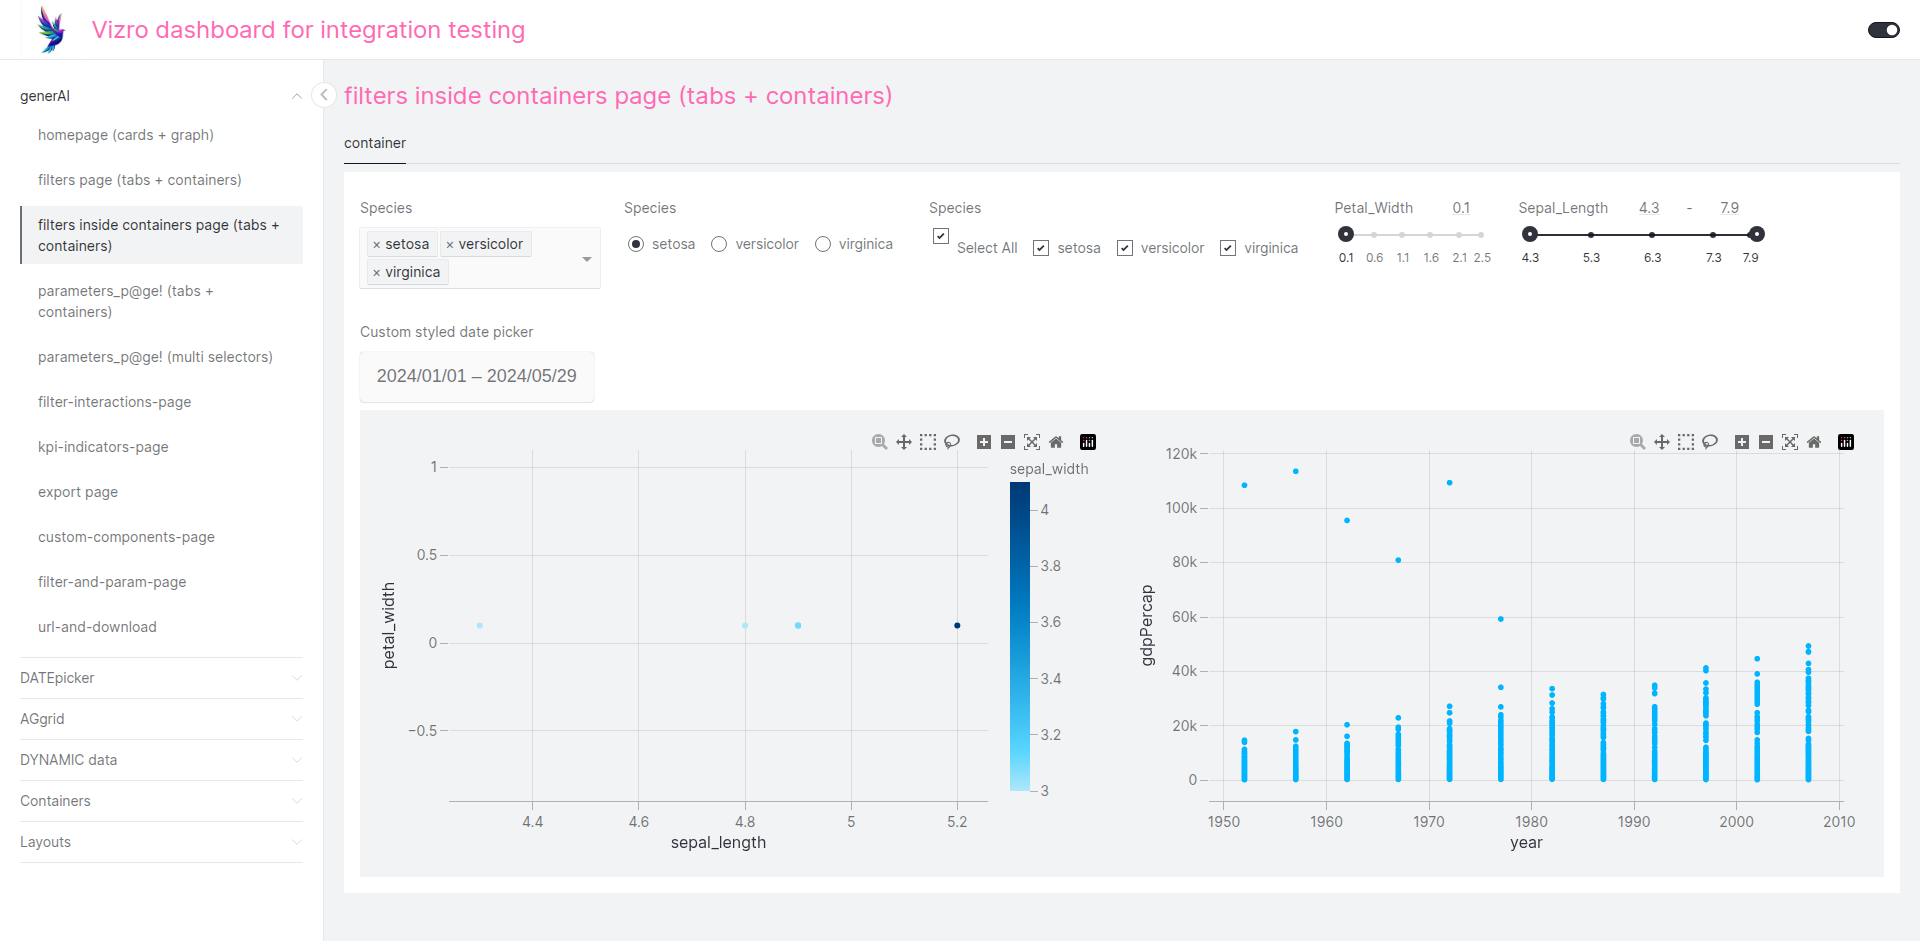 Vizro dashboard for integration testing
generAI
homepage (cards + graph)
filters page (tabs + containers)
filters inside containers page (tabs +
containers)
parameters_p@ge! (tabs +
containers)
parameters_p@ge! (multi selectors)
filter-interactions-page
kpi-indicators-page
export page
custom-components-page
filter-and-param-page
url-and-download
DATEpicker
AGgrid
DYNAMIC data
Containers
Layouts
filters inside containers page (tabs + containers)
container
Species
× setosa × versicolor
× virginica
Species
setosa versicolor virginica
Species
Select All setosa versicolor virginica
Petal_Width 0.1
0.1 0.6 1.1 1.6 2.1 2.5
Sepal_Length 4.3 - 7.9
4.3 5.3 6.3 7.3 7.9
Custom styled date picker
2024/01/01 – 2024/05/29
1
0.5
0
−0.5
petal_width
4.4 4.6 4.8 5 5.2
sepal_length
sepal_width
4
3.8
3.6
3.4
3.2
3
120k
100k
80k
60k
40k
20k
0
gdpPercap
1950 1960 1970 1980 1990 2000 2010
year